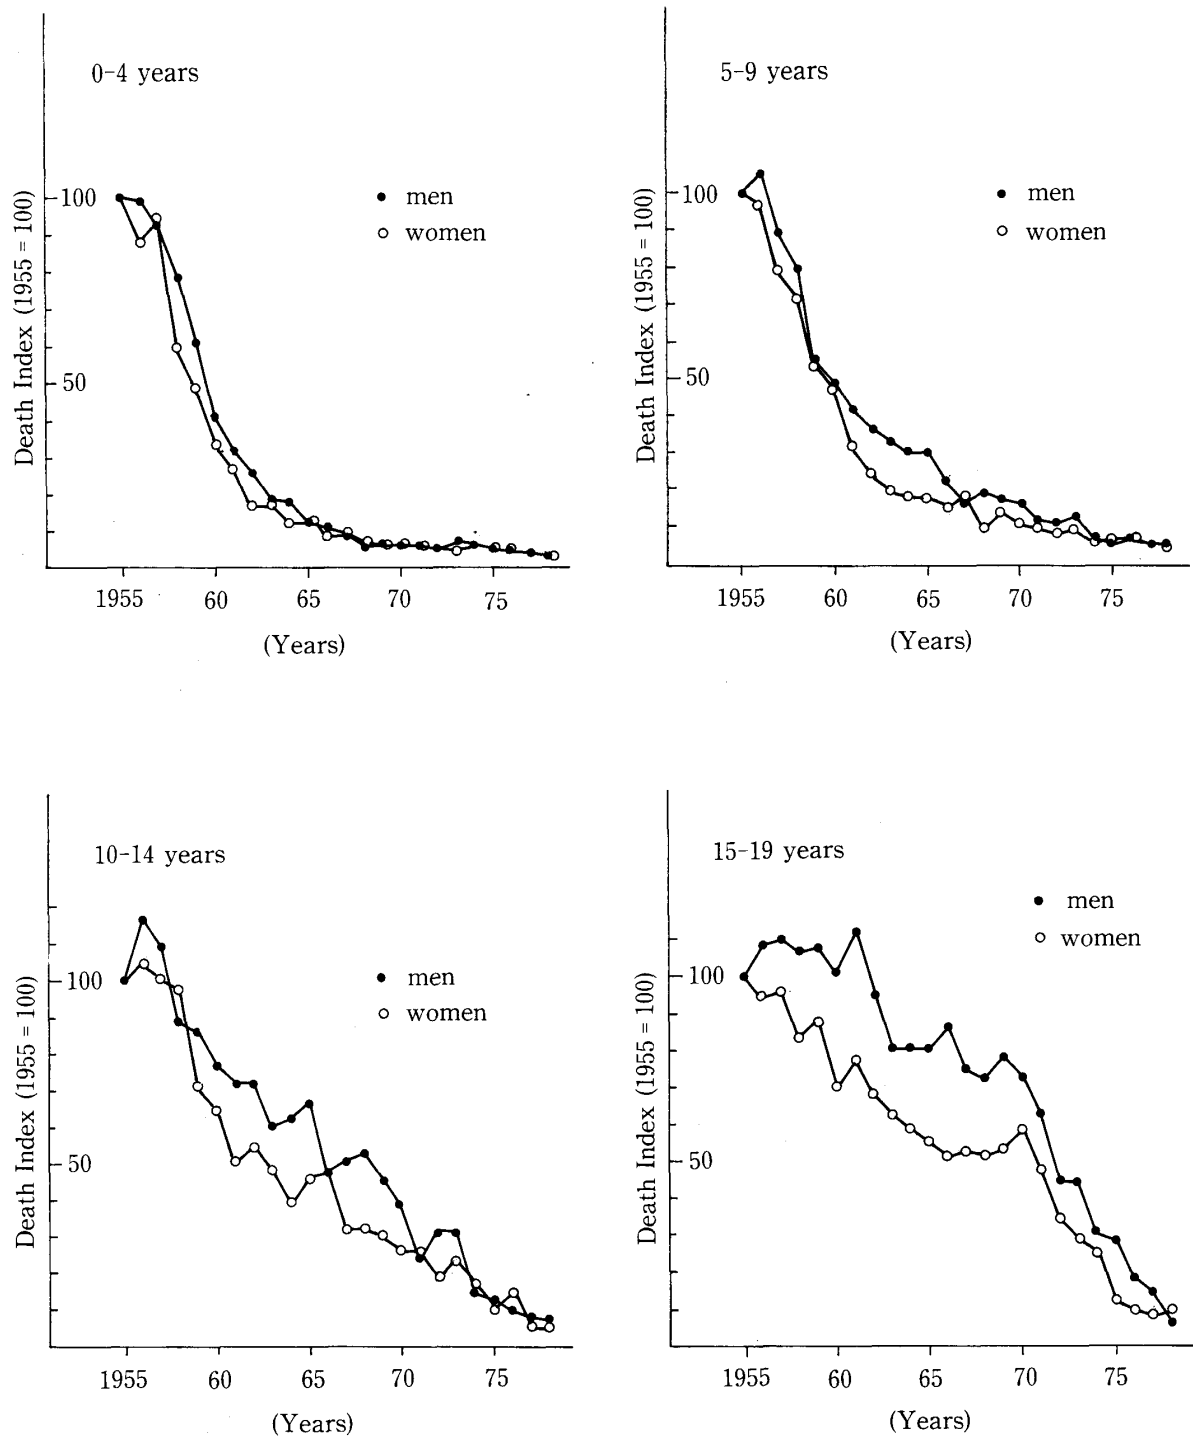 0-4 years
Death Index (1955 = 100)
100
50
men
women
1955 60 65 70 75
(Years)
5-9 years
Death Index (1955 = 100)
100
50
men
women
1955 60 65 70 75
(Years)
10-14 years
Death Index (1955 = 100)
100
50
men
women
1955 60 65 70 75
(Years)
15-19 years
Death Index (1955 = 100)
100
50
men
women
1955 60 65 70 75
(Years)